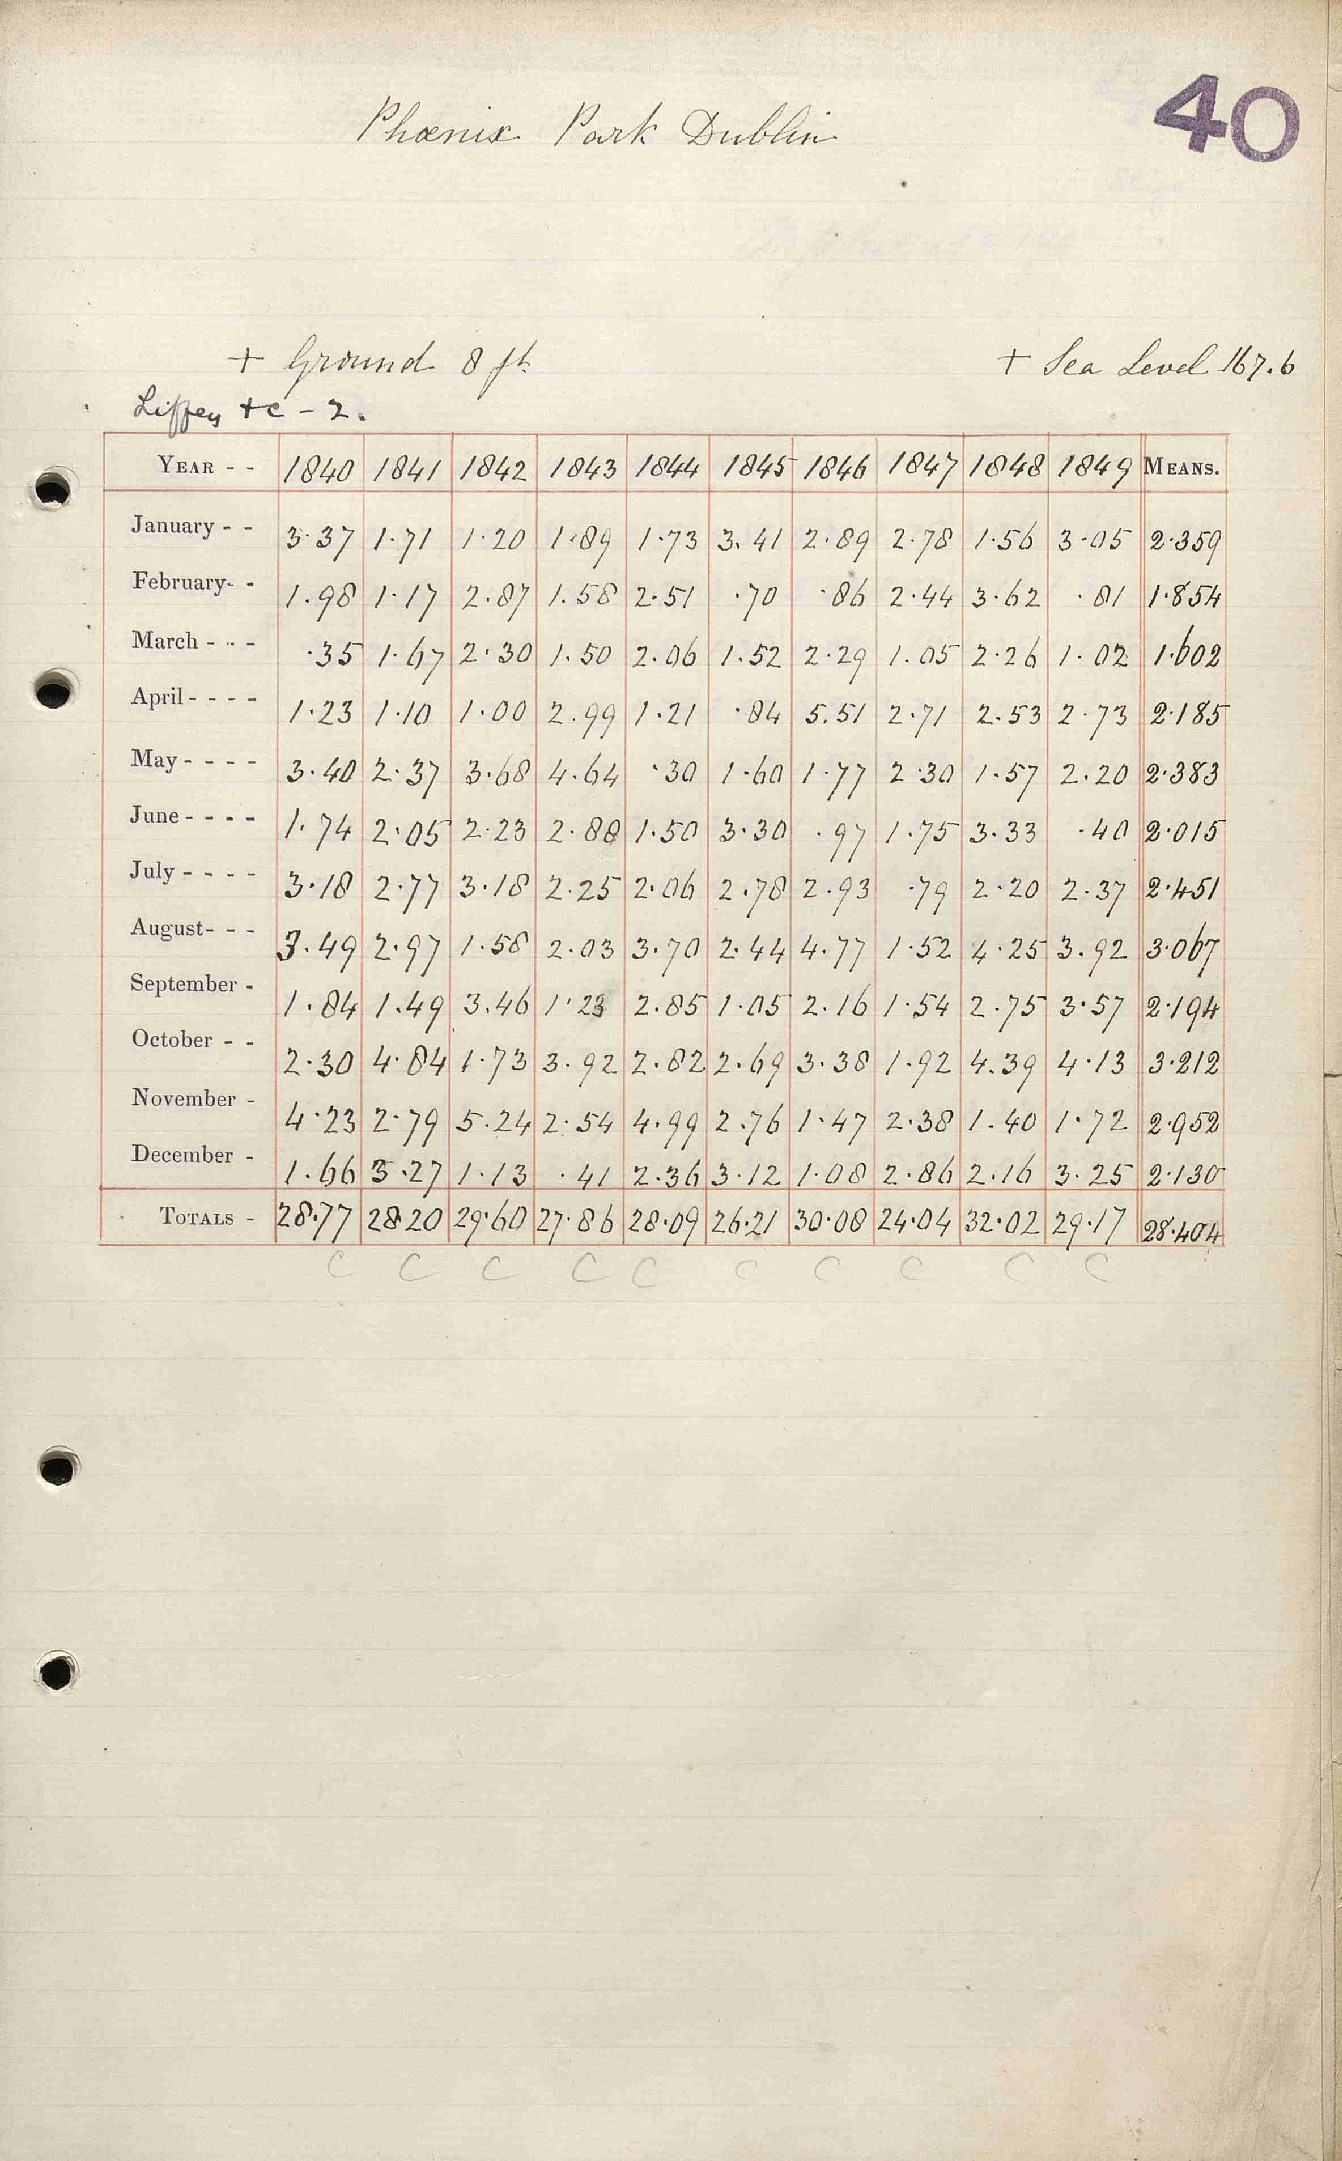 40
Phœnix Park Dublin
+ Ground 8 ft + Sea Level 167.6
Liffey &c - 2.
YEAR - - 1840 1841 1842 1843 1844 1845 1846 1847 1848 1849 MEANS.
January - - 3.37 1.71 1.20 1.89 1.73 3.41 2.89 2.78 1.56 3.05 2.359
February- - 1.98 1.17 2.87 1.58 2.51 .70 .86 2.44 3.62 .81 1.854
March - - - .35 1.67 2.30 1.50 2.06 1.52 2.29 1.05 2.26 1.02 1.602
April - - - - 1.23 1.10 1.00 2.99 1.21 .84 5.51 2.71 2.53 2.73 2.185
May - - - - 3.40 2.37 3.68 4.64 .30 1.60 1.77 2.30 1.57 2.20 2.383
June - - - - 1.74 2.05 2.23 2.88 1.50 3.30 .97 1.75 3.33 .40 2.015
July - - - - 3.18 2.77 3.18 2.25 2.06 2.78 2.93 .79 2.20 2.37 2.451
August- - - 3.49 2.97 1.58 2.03 3.70 2.44 4.77 1.52 4.25 3.92 3.067
September - 1.84 1.49 3.46 1.23 2.85 1.05 2.16 1.54 2.75 3.57 2.194
October - - 2.30 4.84 1.73 3.92 2.82 2.69 3.38 1.92 4.39 4.13 3.212
November - 4.23 2.79 5.24 2.54 4.99 2.76 1.47 2.38 1.40 1.72 2.952
December - 1.66 3.27 1.13 .41 2.36 3.12 1.08 2.86 2.16 3.25 2.130
TOTALS - 28.77 28.20 29.60 27.86 28.09 26.21 30.08 24.04 32.02 29.17 28.404
C C C C C C C C C C